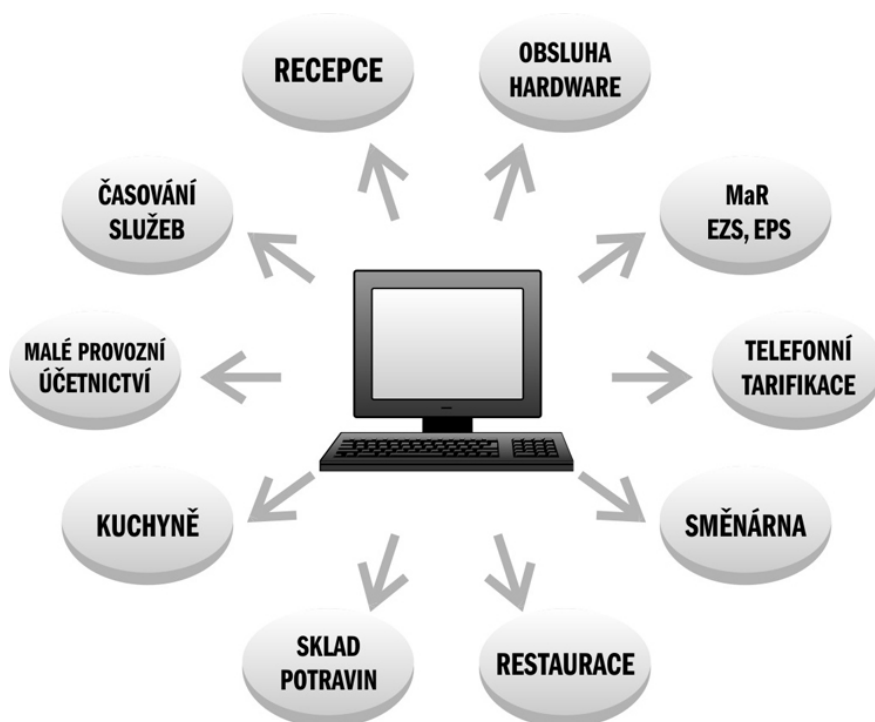 RECEPCE
OBSLUHA
HARDWARE
ČASOVÁNÍ
SLUŽEB
MaR
EZS, EPS
MALÉ PROVOZNÍ
ÚČETNICTVÍ
TELEFONNÍ
TARIFIKACE
KUCHYNĚ
SMĚNÁRNA
SKLAD
POTRAVIN
RESTAURACE